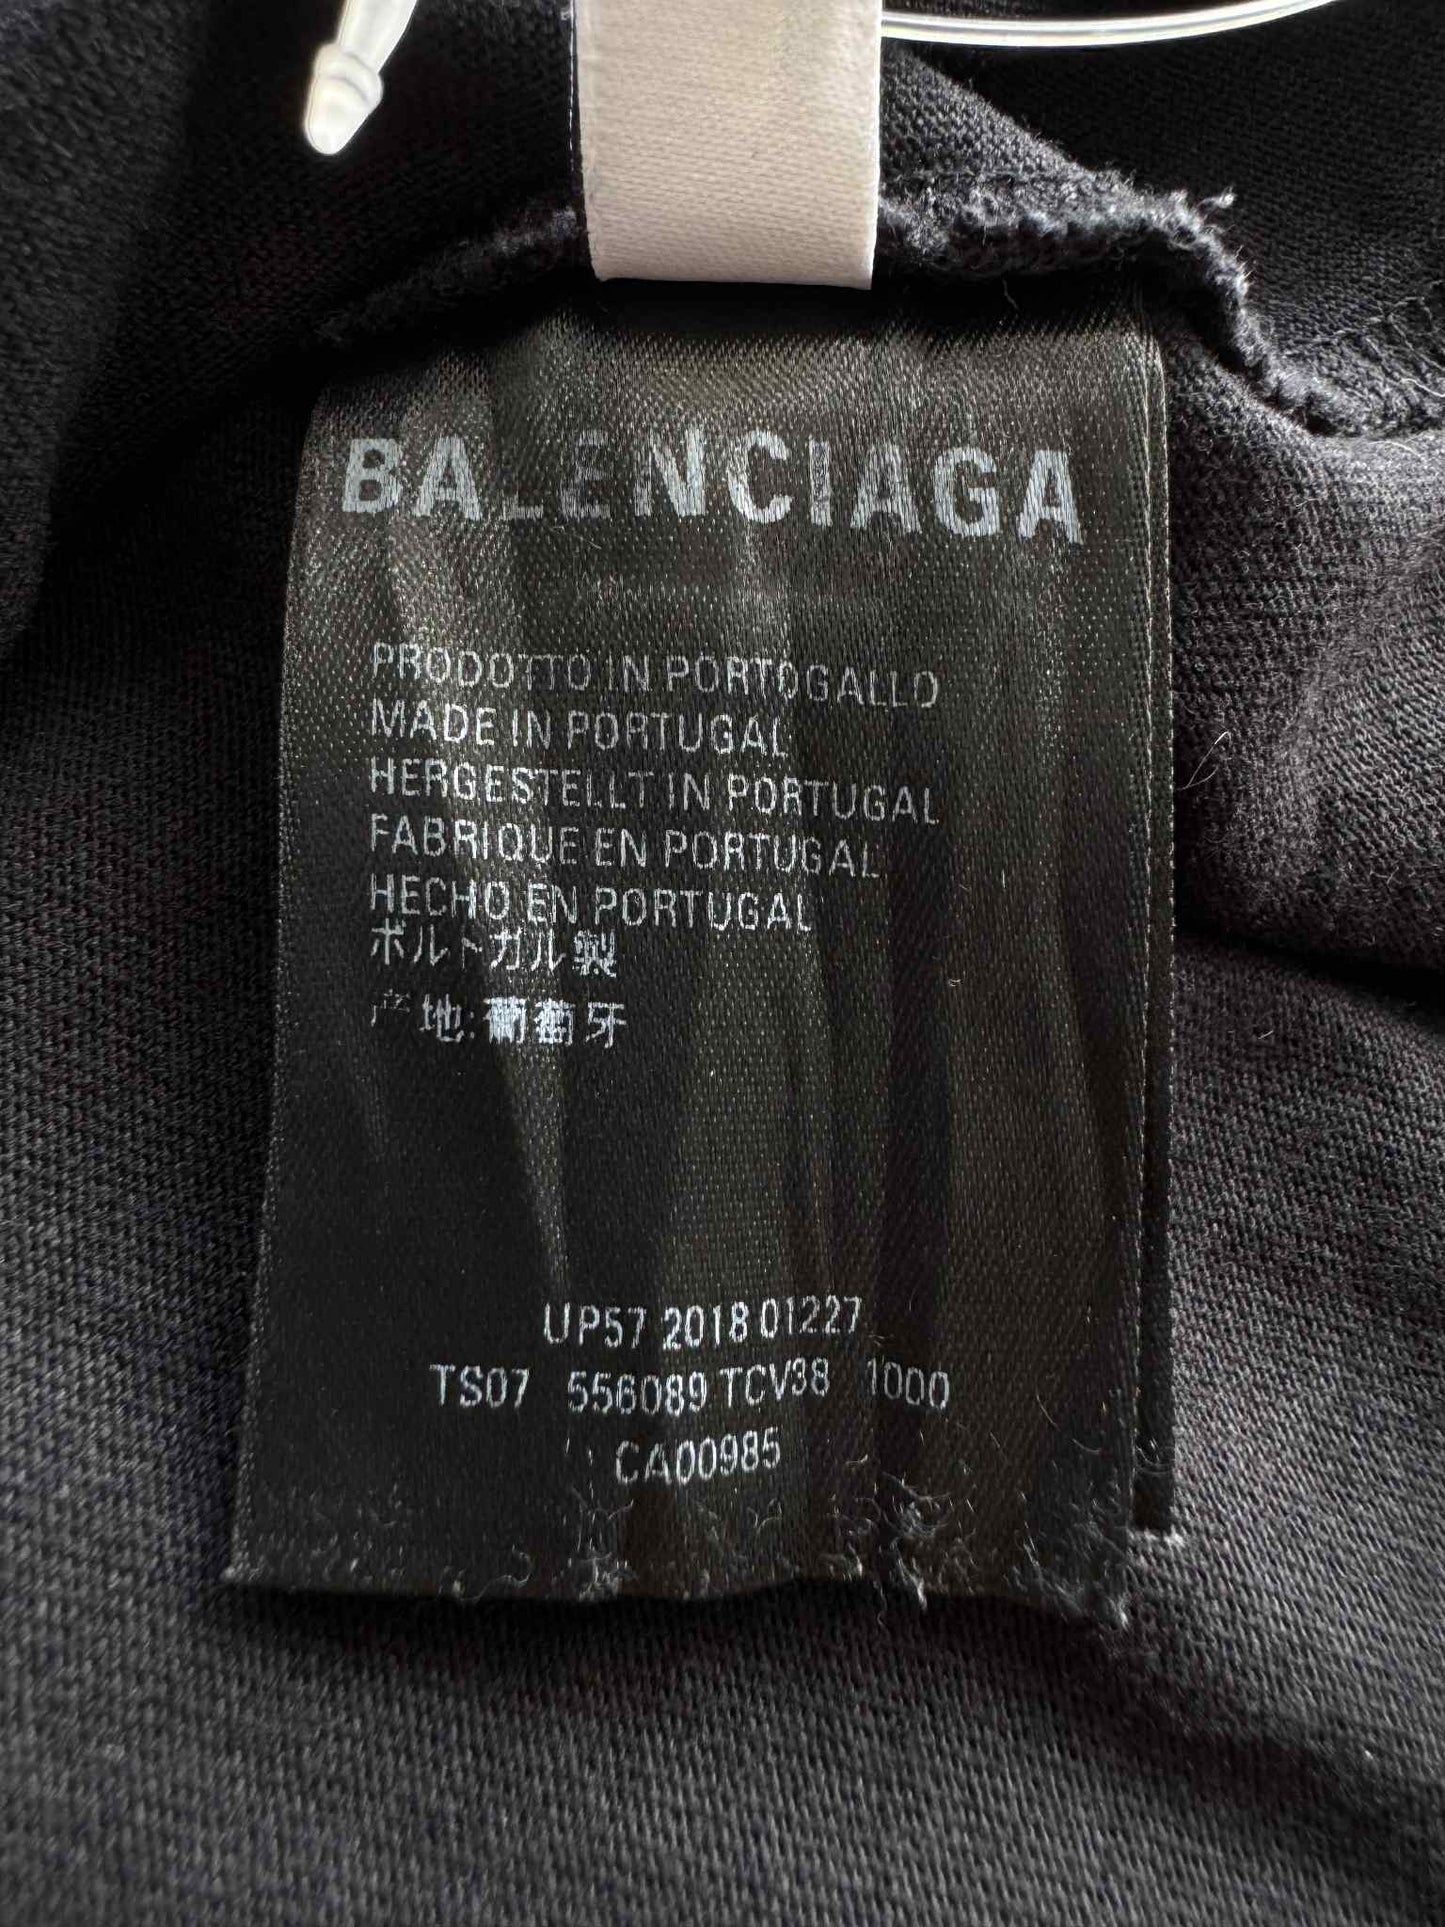 BALENCIAGA
PRODOTTO IN PORTOGALLO
MADE IN PORTUGAL
HERGESTELLT IN PORTUGAL
FABRIQUE EN PORTUGAL
HECHO EN PORTUGAL
ポルトガル製
产地:葡萄牙
UP57 2018 01227
TS07 556089 TCV38 1000
CA00985